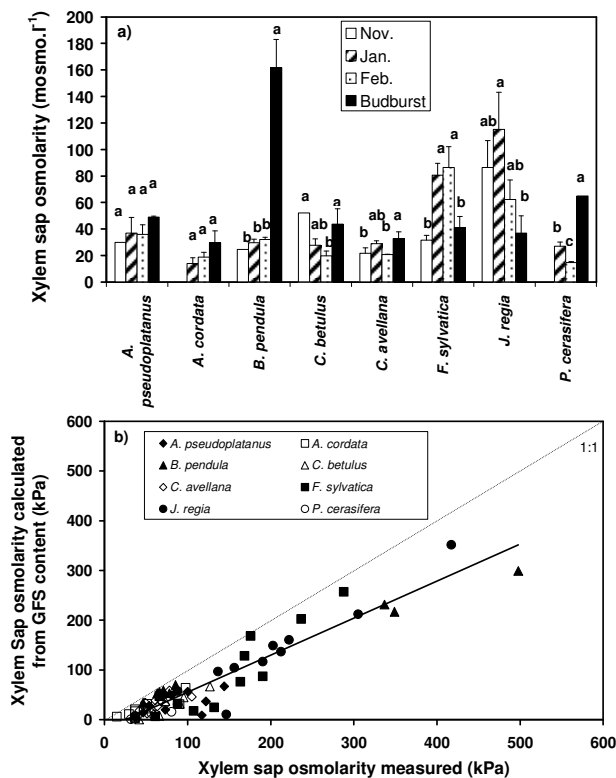 a)
Xylem sap osmolarity (mosmo.l⁻¹)
200
180
160
140
120
100
80
60
40
20
0
Nov.
Jan.
Feb.
Budburst
a a a a
a a a
b b b a
a ab b a
b ab b a
b a a b
ab a ab b
b c a
A. pseudoplatanus
A. cordata
B. pendula
C. betulus
C. avellana
F. sylvatica
J. regia
P. cerasifera
b)
Xylem Sap osmolarity calculated
from GFS content (kPa)
600
500
400
300
200
100
0
A. pseudoplatanus
A. cordata
B. pendula
C. betulus
C. avellana
F. sylvatica
J. regia
P. cerasifera
1:1
0 100 200 300 400 500 600
Xylem sap osmolarity measured (kPa)